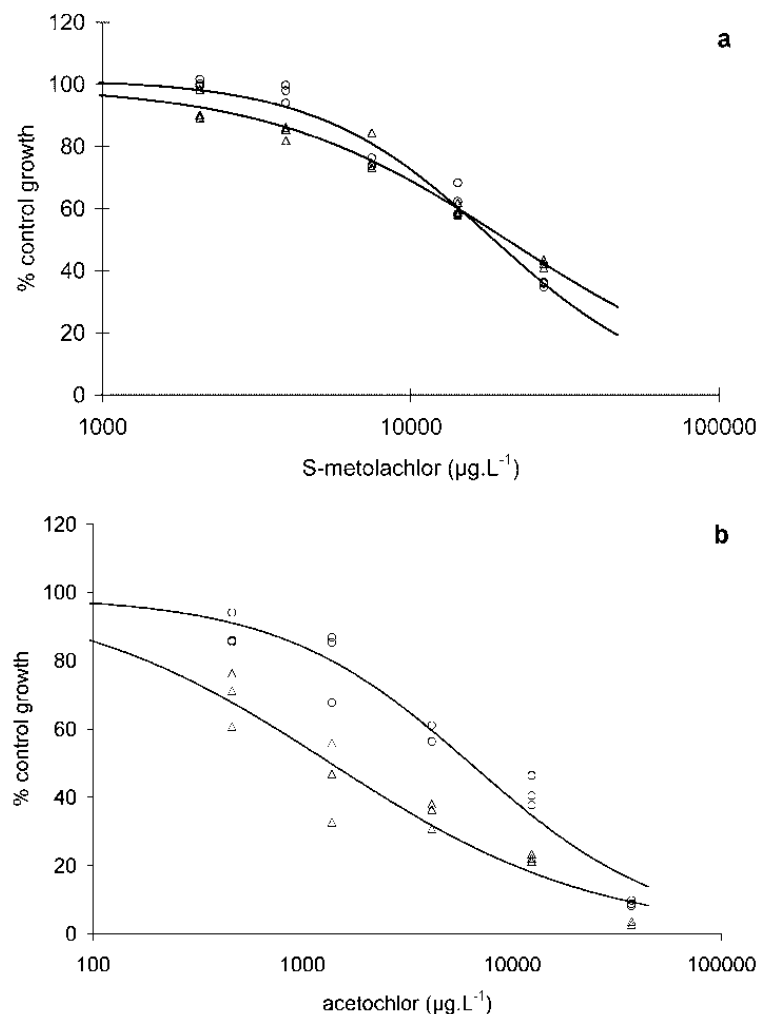 a
120
100
80
60
40
20
0
% control growth
1000 10000 100000
S-metolachlor (µg.L⁻¹)
b
120
100
80
60
40
20
0
% control growth
100 1000 10000 100000
acetochlor (µg.L⁻¹)